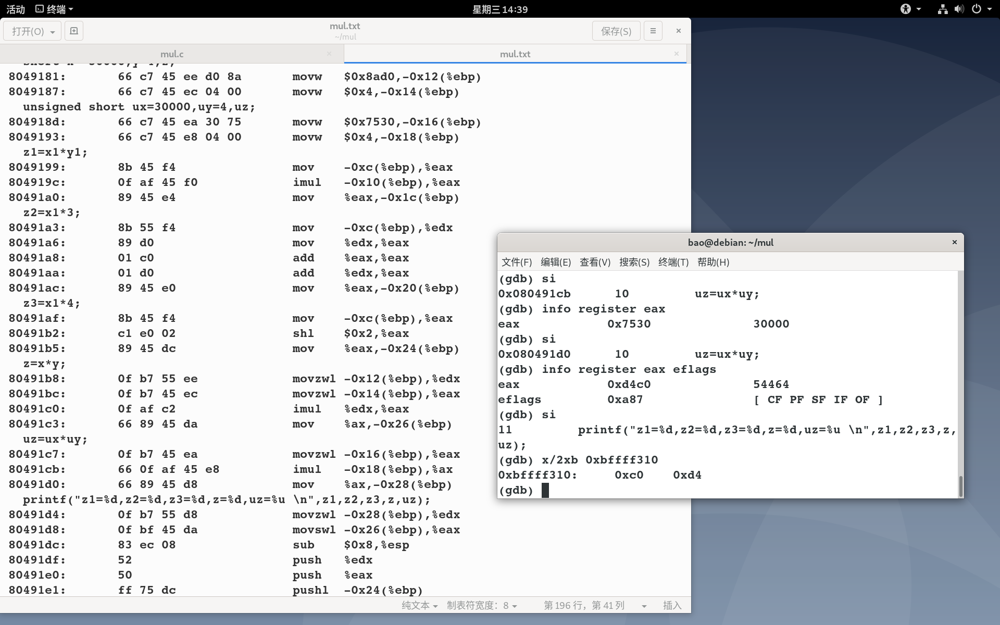 活动 终端 星期三 14:39
打开(O) mul.txt 保存(S)
~/mul
mul.c mul.txt
8049181: 66 c7 45 ee d0 8a movw $0x8ad0,-0x12(%ebp)
8049187: 66 c7 45 ec 04 00 movw $0x4,-0x14(%ebp)
unsigned short ux=30000,uy=4,uz;
804918d: 66 c7 45 ea 30 75 movw $0x7530,-0x16(%ebp)
8049193: 66 c7 45 e8 04 00 movw $0x4,-0x18(%ebp)
z1=x1*y1;
8049199: 8b 45 f4 mov -0xc(%ebp),%eax
804919c: 0f af 45 f0 imul -0x10(%ebp),%eax
80491a0: 89 45 e4 mov %eax,-0x1c(%ebp)
z2=x1*3;
80491a3: 8b 55 f4 mov -0xc(%ebp),%edx
80491a6: 89 d0 mov %edx,%eax
80491a8: 01 c0 add %eax,%eax
80491aa: 01 d0 add %edx,%eax
80491ac: 89 45 e0 mov %eax,-0x20(%ebp)
z3=x1*4;
80491af: 8b 45 f4 mov -0xc(%ebp),%eax
80491b2: c1 e0 02 shl $0x2,%eax
80491b5: 89 45 dc mov %eax,-0x24(%ebp)
z=x*y;
80491b8: 0f b7 55 ee movzwl -0x12(%ebp),%edx
80491bc: 0f b7 45 ec movzwl -0x14(%ebp),%eax
80491c0: 0f af c2 imul %edx,%eax
80491c3: 66 89 45 da mov %ax,-0x26(%ebp)
uz=ux*uy;
80491c7: 0f b7 45 ea movzwl -0x16(%ebp),%eax
80491cb: 66 0f af 45 e8 imul -0x18(%ebp),%ax
80491d0: 66 89 45 d8 mov %ax,-0x28(%ebp)
printf("z1=%d,z2=%d,z3=%d,z=%d,uz=%u \n",z1,z2,z3,z,uz);
80491d4: 0f b7 55 d8 movzwl -0x28(%ebp),%edx
80491d8: 0f bf 45 da movswl -0x26(%ebp),%eax
80491dc: 83 ec 08 sub $0x8,%esp
80491df: 52 push %edx
80491e0: 50 push %eax
80491e1: ff 75 dc pushl -0x24(%ebp)
纯文本 制表符宽度：8 第 196 行，第 41 列 插入
bao@debian: ~/mul
文件(F) 编辑(E) 查看(V) 搜索(S) 终端(T) 帮助(H)
(gdb) si
0x080491cb 10 uz=ux*uy;
(gdb) info register eax
eax 0x7530 30000
(gdb) si
0x080491d0 10 uz=ux*uy;
(gdb) info register eax eflags
eax 0xd4c0 54464
eflags 0xa87 [ CF PF SF IF OF ]
(gdb) si
11 printf("z1=%d,z2=%d,z3=%d,z=%d,uz=%u \n",z1,z2,z3,z,
uz);
(gdb) x/2xb 0xbffff310
0xbffff310: 0xc0 0xd4
(gdb)